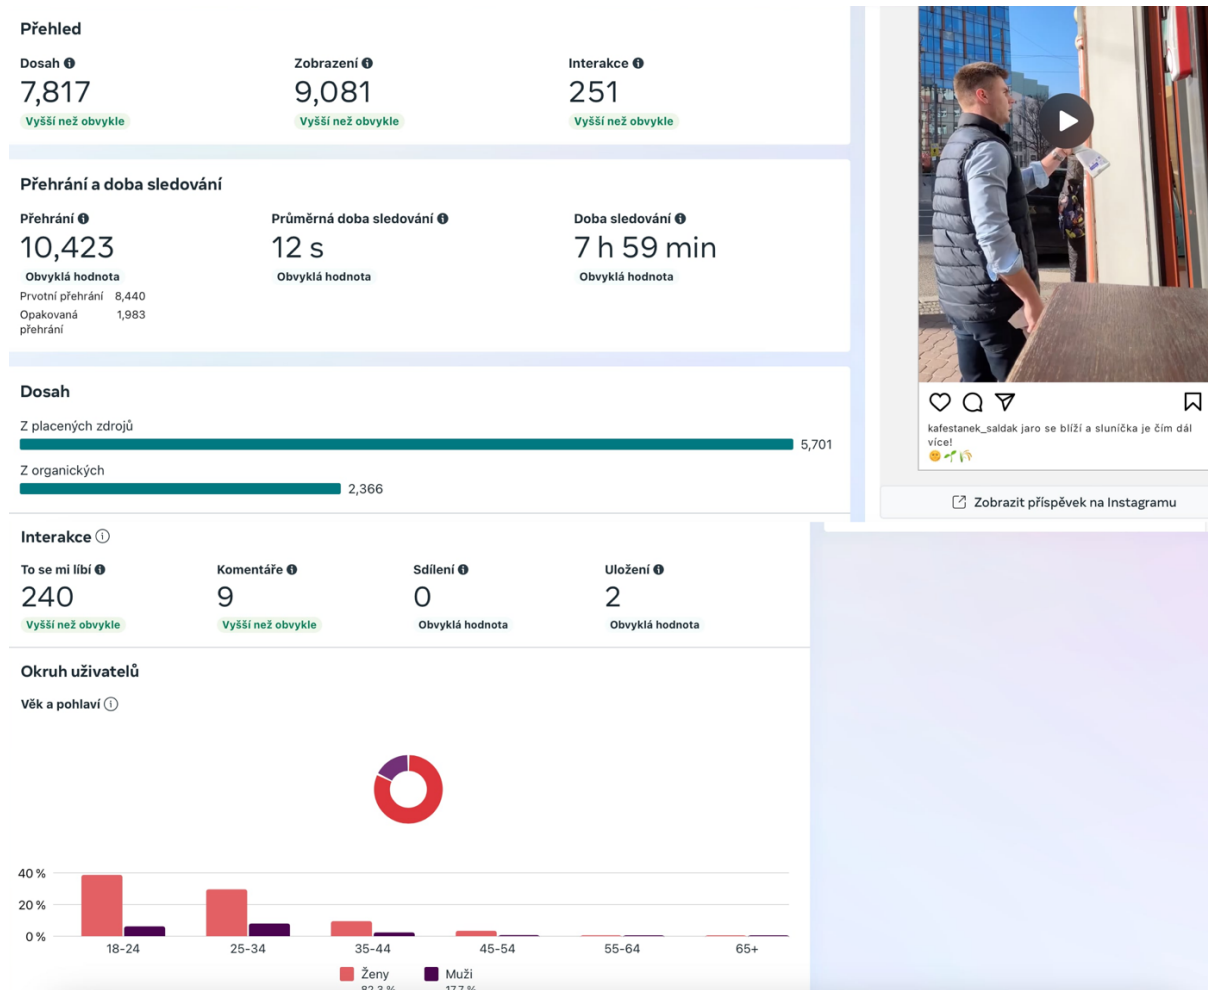 Přehled
Dosah
Zobrazení
Interakce
7,817
9,081
251
Vyšší než obvykle
Vyšší než obvykle
Vyšší než obvykle
Přehrání a doba sledování
Přehrání
Průměrná doba sledování
Doba sledování
10,423
12 s
7 h 59 min
Obvyklá hodnota
Obvyklá hodnota
Obvyklá hodnota
Prvotní přehrání 8,440
Opakovaná 1,983
přehrání
Dosah
Z placených zdrojů
5,701
Z organických
2,366
kafestanek_saldak jaro se blíží a sluníčka je čím dál
více!
Zobrazit příspěvek na Instagramu
Interakce
To se mi líbí
Komentáře
Sdílení
Uložení
240
9
0
2
Vyšší než obvykle
Vyšší než obvykle
Obvyklá hodnota
Obvyklá hodnota
Okruh uživatelů
Věk a pohlaví
40 %
20 %
0 %
18-24
25-34
35-44
45-54
55-64
65+
Ženy
Muži
82.3 %
17.7 %